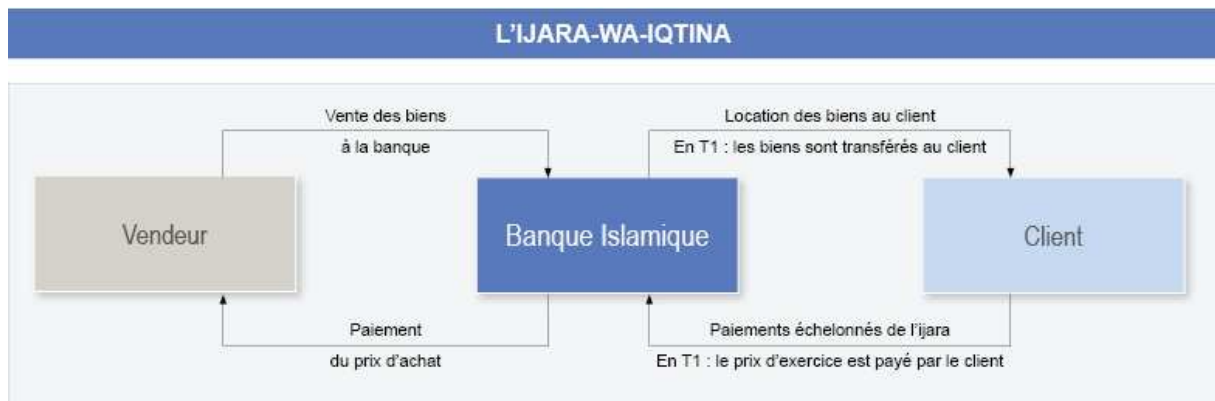 L'IJARA-WA-IQTINA
Vente des biens
à la banque
Location des biens au client
En T1 : les biens sont transférés au client
Vendeur
Banque Islamique
Client
Paiement
du prix d'achat
Paiements échelonnés de l'ijara
En T1 : le prix d'exercice est payé par le client